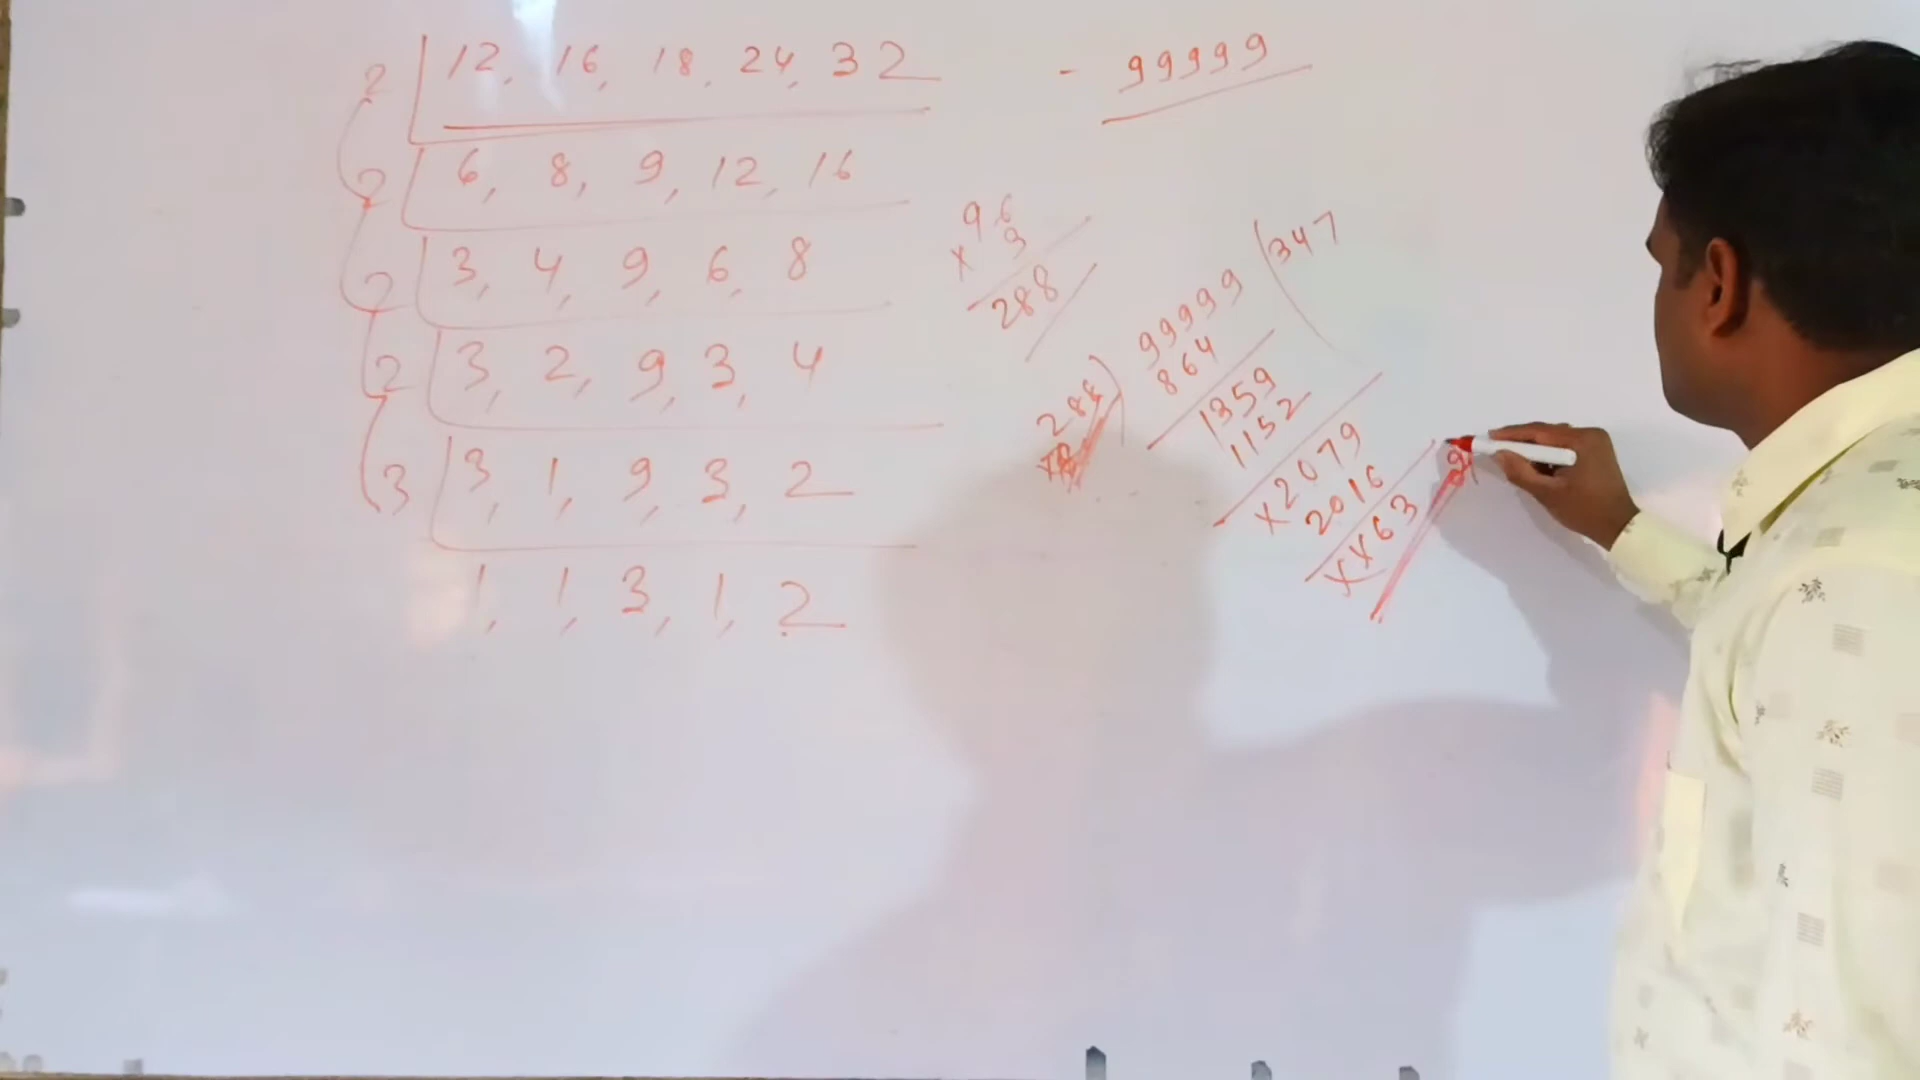 2 | 12, 16, 18, 24, 32
2 | 6, 8, 9, 12, 16
2 | 3, 4, 9, 6, 8
2 | 3, 2, 9, 3, 4
3 | 3, 1, 9, 3, 2
1, 1, 3, 1, 2
- 99999
96
× 3
288
288 ) 99999 ( 347
864
1359
1152
×2079
2016
××63